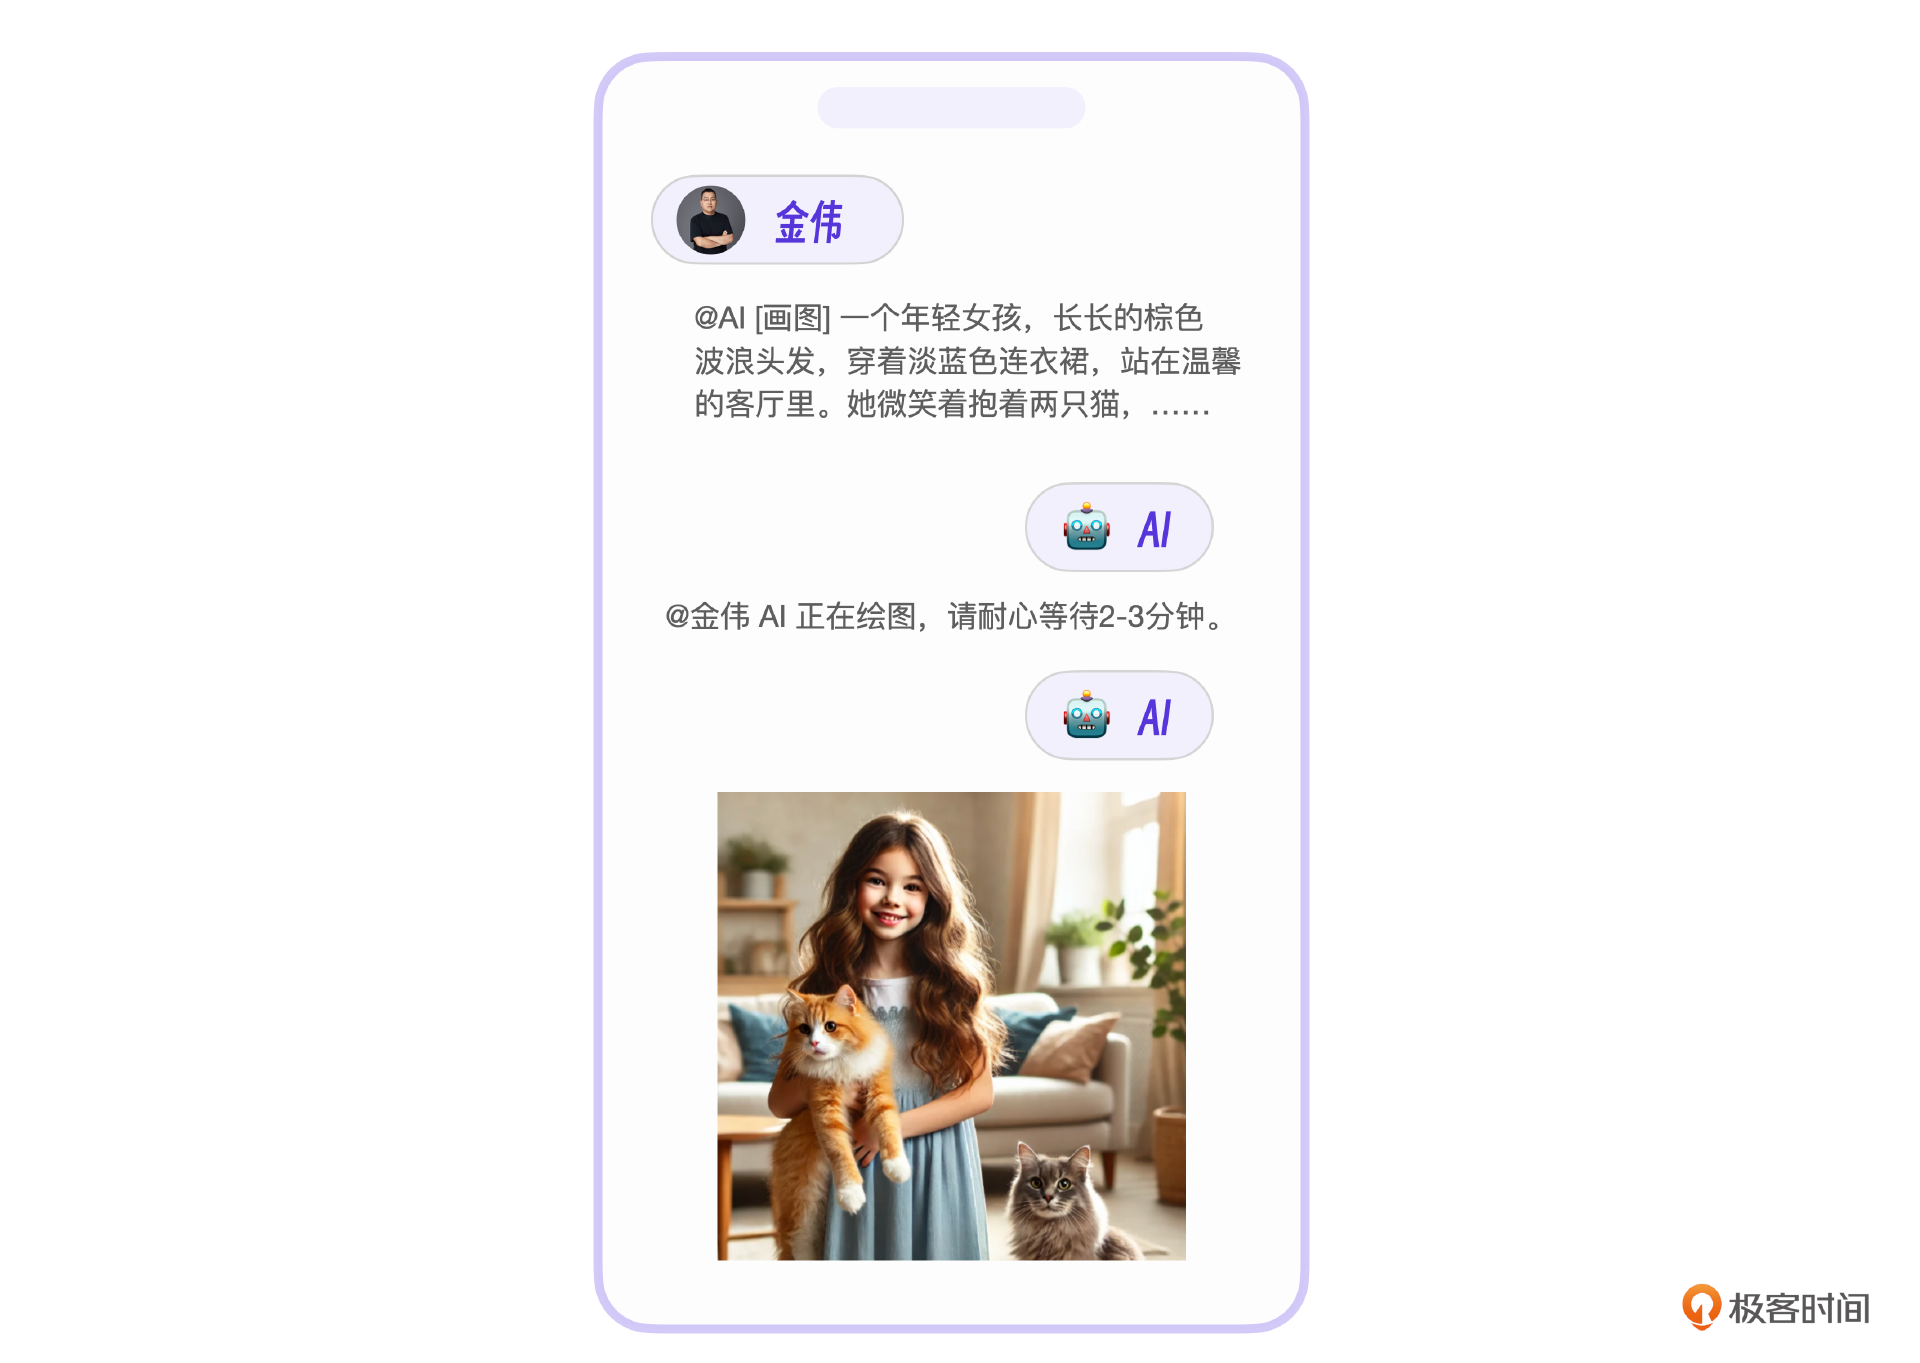 金伟
@AI [画图] 一个年轻女孩，长长的棕色
波浪头发，穿着淡蓝色连衣裙，站在温馨
的客厅里。她微笑着抱着两只猫，……
AI
@金伟 AI 正在绘图，请耐心等待2-3分钟。
AI
极客时间